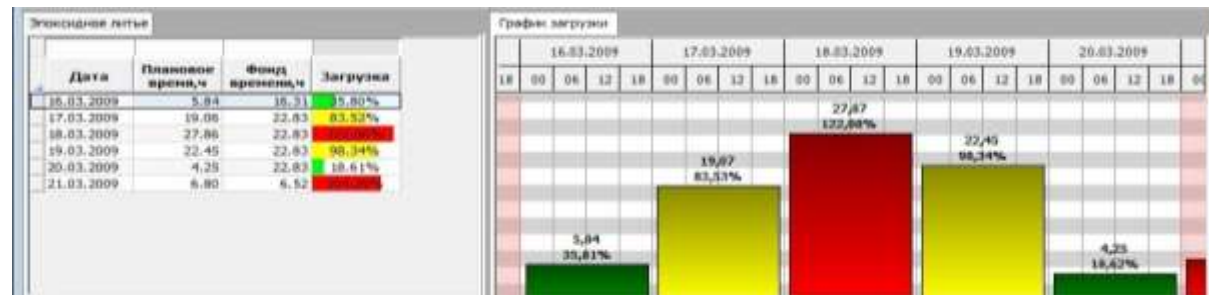 Эпоксидное литье
Дата Плановое время,ч Фонд времени,ч Загрузка
16.03.2009 5.84 16.31 35.80%
17.03.2009 19.06 22.83 83.52%
18.03.2009 27.86 22.83
19.03.2009 22.45 22.83 98.34%
20.03.2009 4.25 22.83 18.61%
21.03.2009 6.80 6.52
График загрузки
16.03.2009 17.03.2009 18.03.2009 19.03.2009 20.03.2009
18 00 06 12 18 00 06 12 18 00 06 12 18 00 06 12 18 00 06 12 18 00
27,87
122,08%
22,45
98,34%
19,07
83,53%
5,84
35,81%
4,25
18,62%